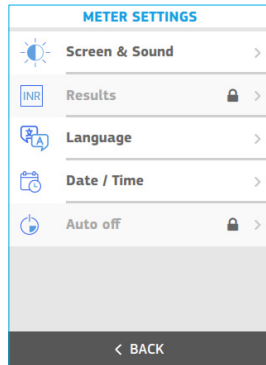 METER SETTINGS
Screen & Sound
INR
Results
Language
A
Date / Time
Auto off
< BACK